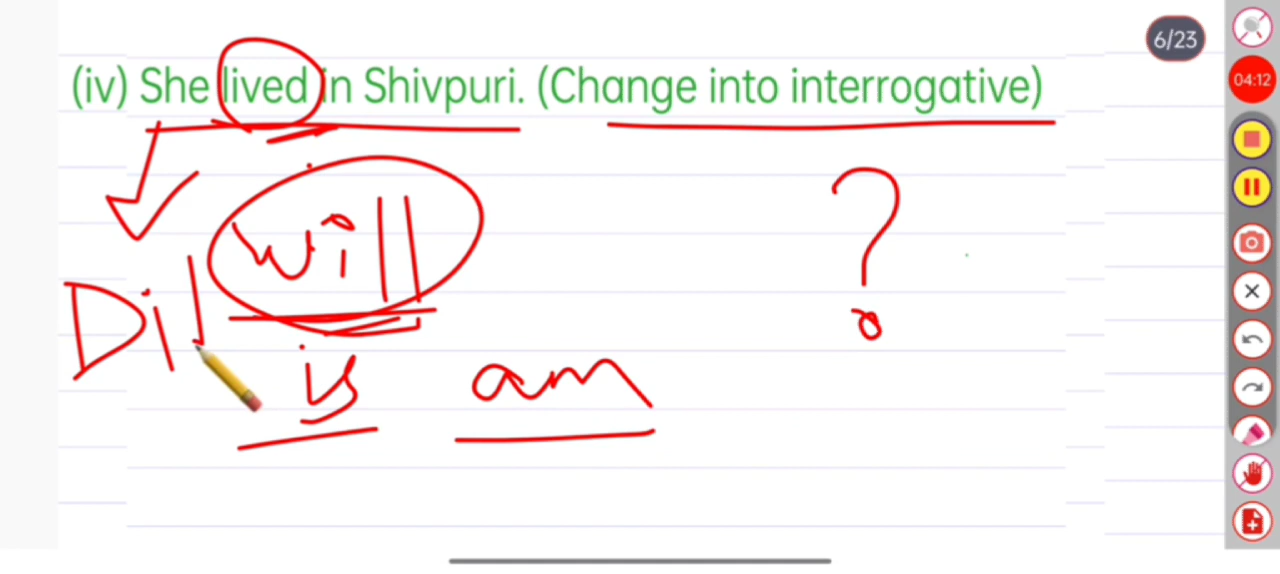 6/23
(iv) She lived in Shivpuri. (Change into interrogative)
04:12
will ?
Did
is am